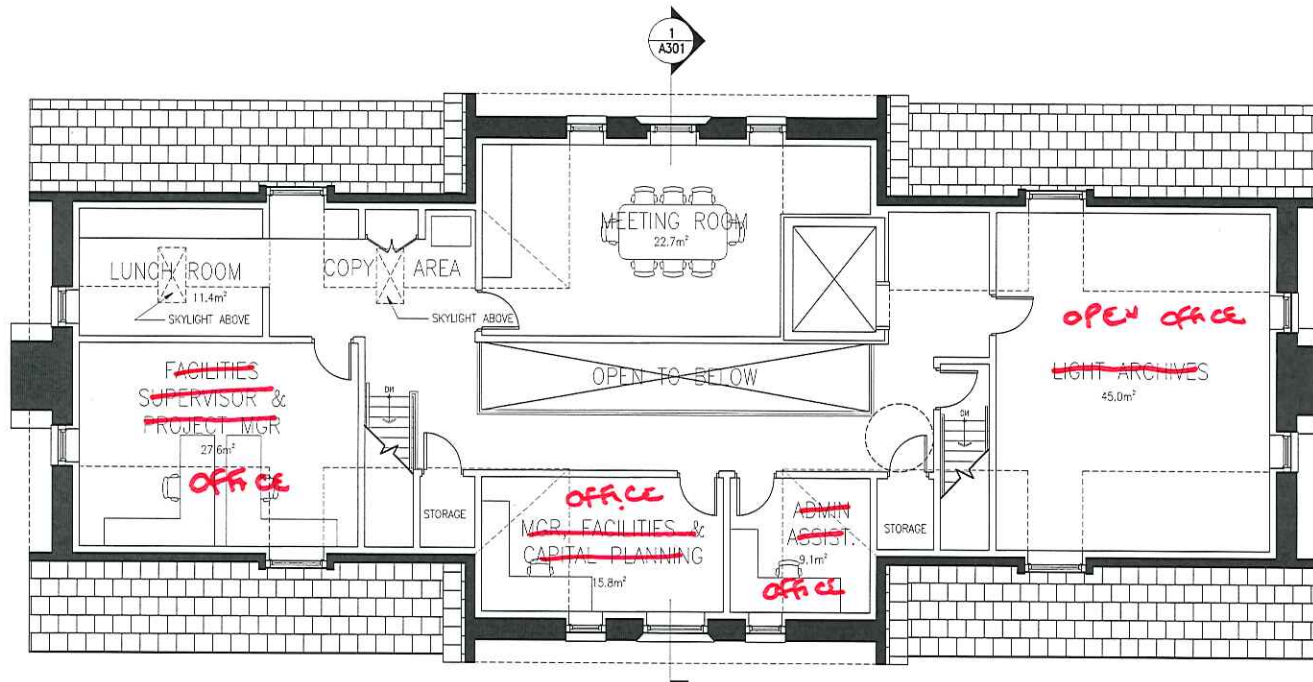 1
A301
MEETING ROOM
22.7m²
LUNCH ROOM
11.4m²
SKYLIGHT ABOVE
COPY AREA
SKYLIGHT ABOVE
OPEN OFFICE
LIGHT ARCHIVES
45.0m²
OPEN TO BELOW
FACILITIES
SUPERVISOR &
PROJECT MGR
27.6m²
OFFICE
DN
DN
STORAGE
OFFICE
MGR, FACILITIES &
CAPITAL PLANNING
15.8m²
ADMIN
ASSIST.
9.1m²
OFFICE
STORAGE